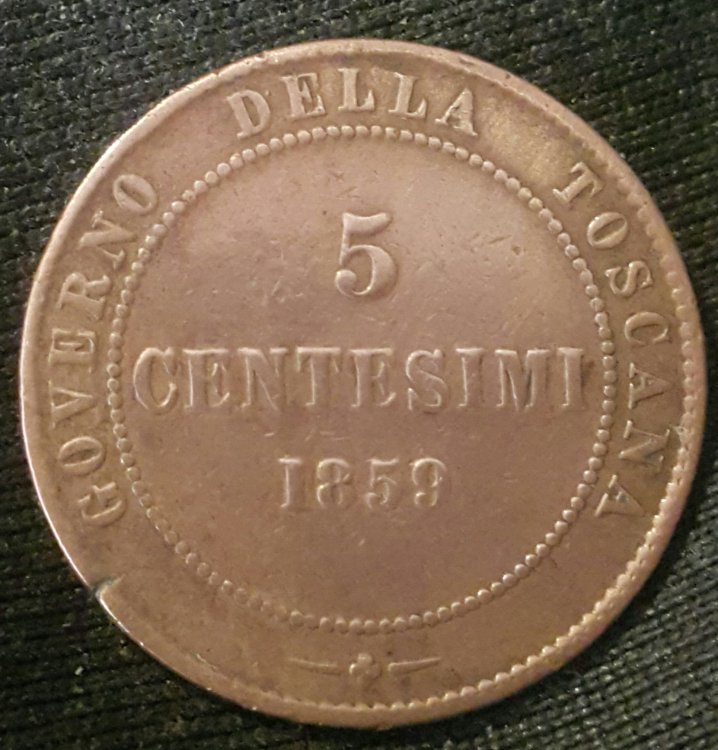 GOVERNO DELLA TOSCANA
5
CENTESIMI
1859